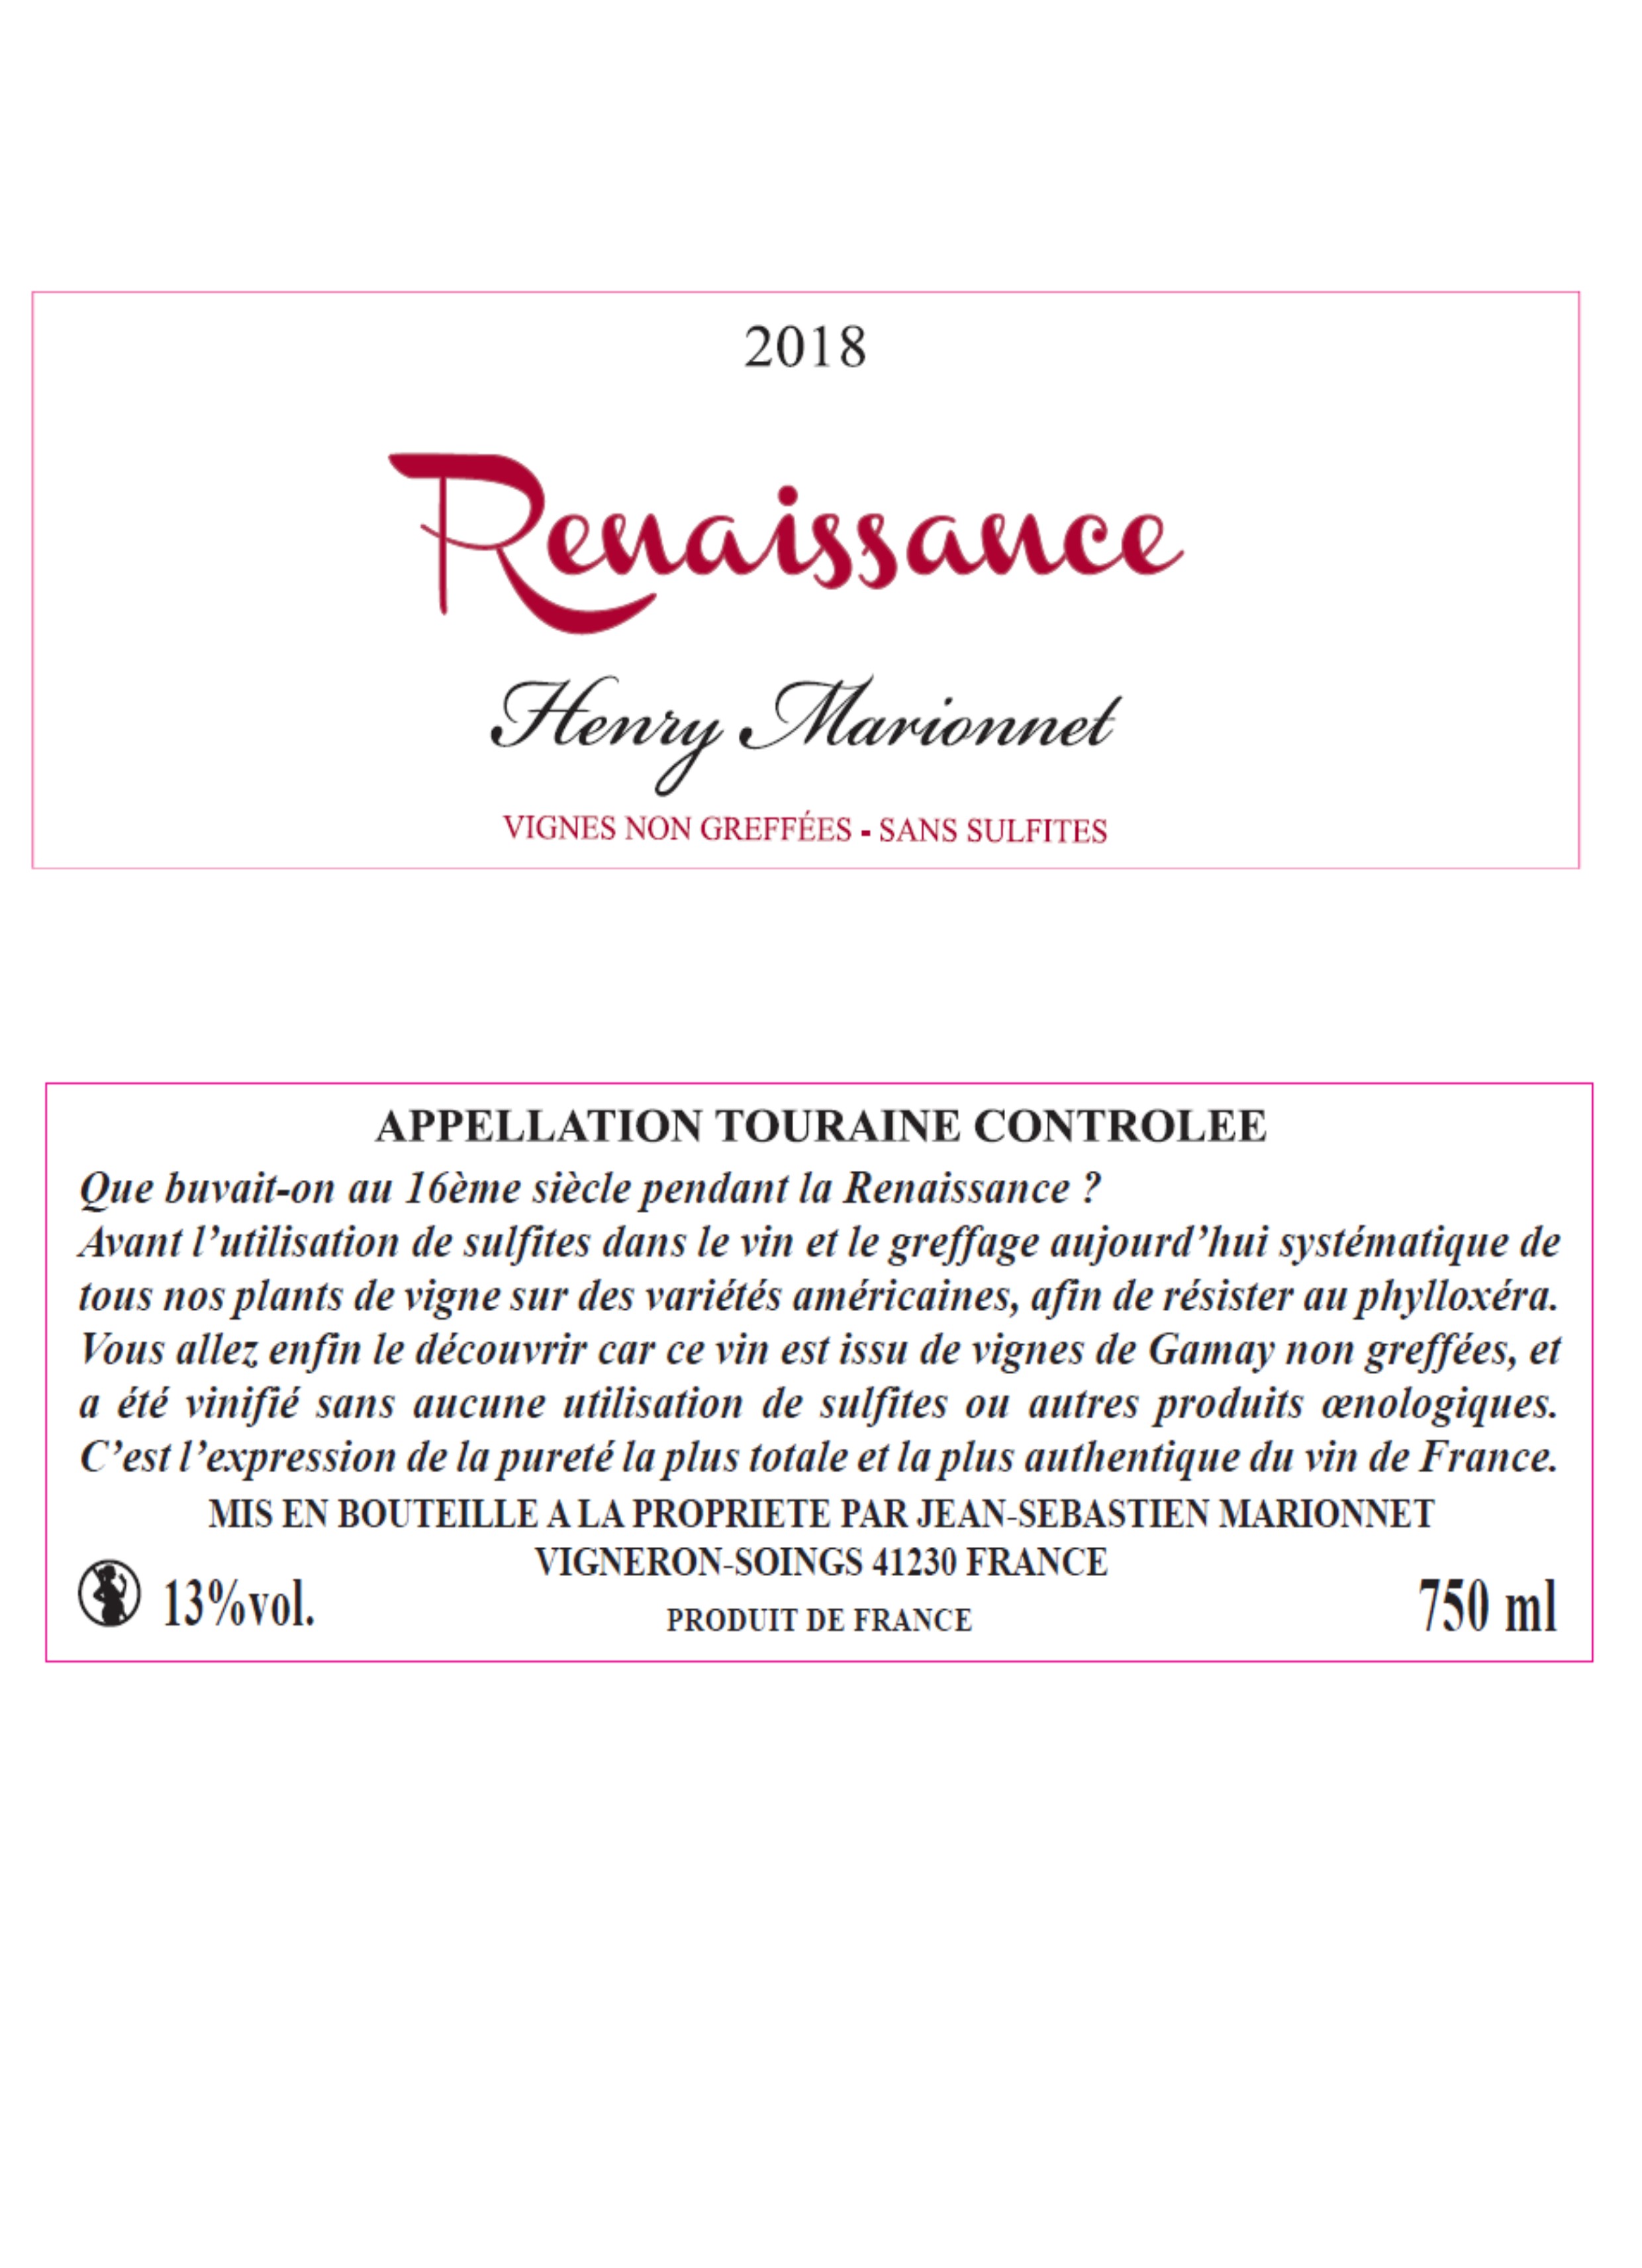 2018
Renaissance
Henry Marionnet
VIGNES NON GREFFÉES - SANS SULFITES
APPELLATION TOURAINE CONTROLEE
Que buvait-on au 16ème siècle pendant la Renaissance ?
Avant l’utilisation de sulfites dans le vin et le greffage aujourd’hui systématique de
tous nos plants de vigne sur des variétés américaines, afin de résister au phylloxéra.
Vous allez enfin le découvrir car ce vin est issu de vignes de Gamay non greffées, et
a été vinifié sans aucune utilisation de sulfites ou autres produits œnologiques.
C’est l’expression de la pureté la plus totale et la plus authentique du vin de France.
MIS EN BOUTEILLE A LA PROPRIETE PAR JEAN-SEBASTIEN MARIONNET
VIGNERON-SOINGS 41230 FRANCE
13%vol.
PRODUIT DE FRANCE
750 ml